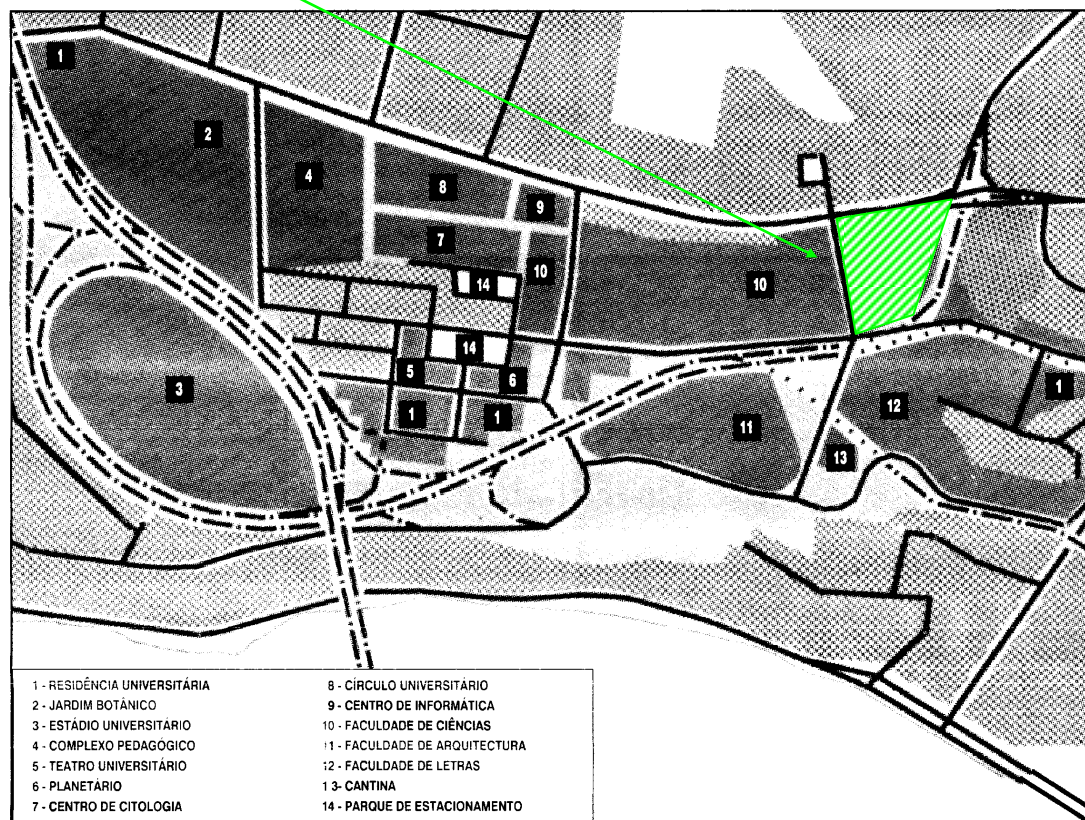 1
2
4
8
9
7
10
14
10
14
5
6
3
1
1
11
12
1
13
1 - RESIDÊNCIA UNIVERSITÁRIA
2 - JARDIM BOTÂNICO
3 - ESTÁDIO UNIVERSITÁRIO
4 - COMPLEXO PEDAGÓGICO
5 - TEATRO UNIVERSITÁRIO
6 - PLANETÁRIO
7 - CENTRO DE CITOLOGIA
8 - CÍRCULO UNIVERSITÁRIO
9 - CENTRO DE INFORMÁTICA
10 - FACULDADE DE CIÊNCIAS
11 - FACULDADE DE ARQUITECTURA
12 - FACULDADE DE LETRAS
13 - CANTINA
14 - PARQUE DE ESTACIONAMENTO